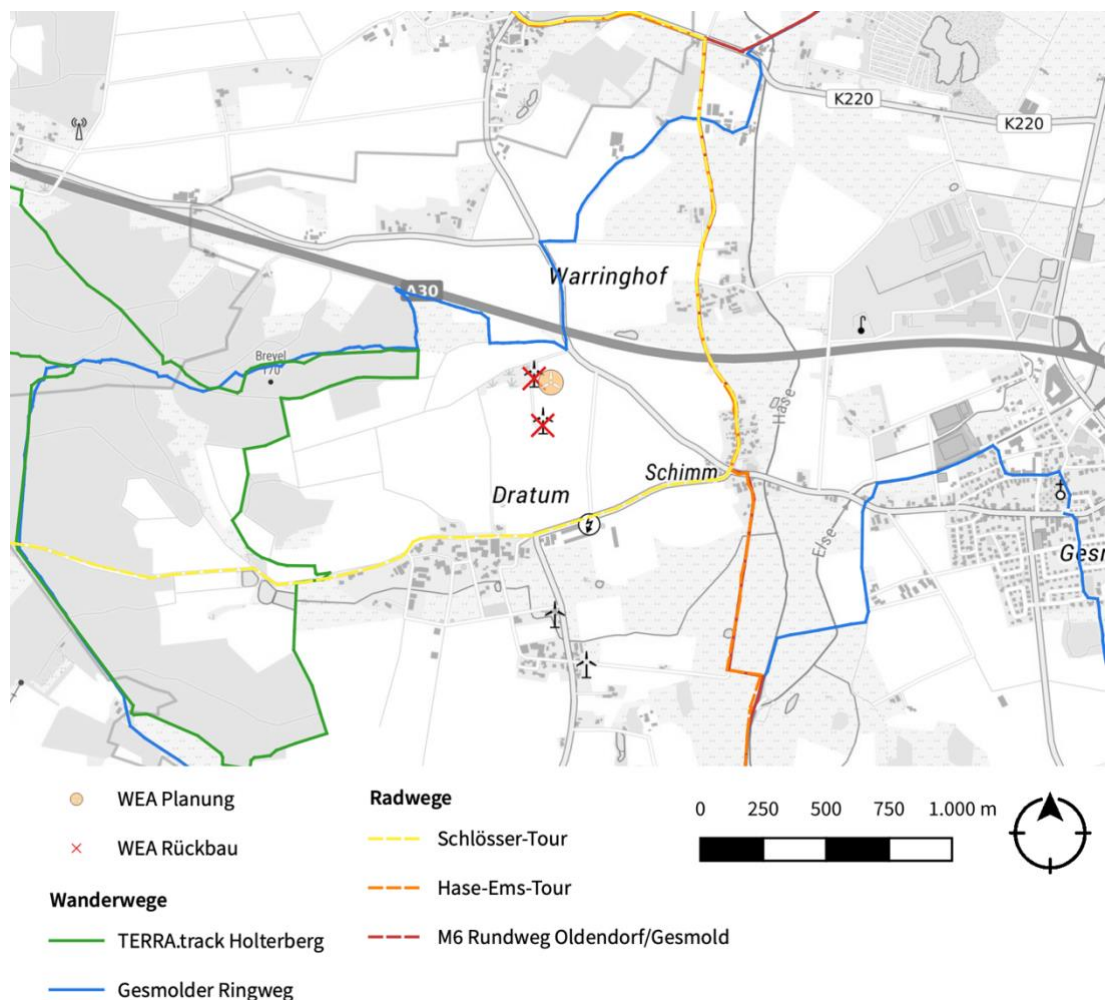 K220
K220
Warringhof
A30
Brevel
170
Hase
Schimm
Dratum
Else
Gesr
WEA Planung
WEA Rückbau
Wanderwege
TERRA.track Holterberg
Gesmolder Ringweg
Radwege
Schlösser-Tour
Hase-Ems-Tour
M6 Rundweg Oldendorf/Gesmold
0 250 500 750 1.000 m